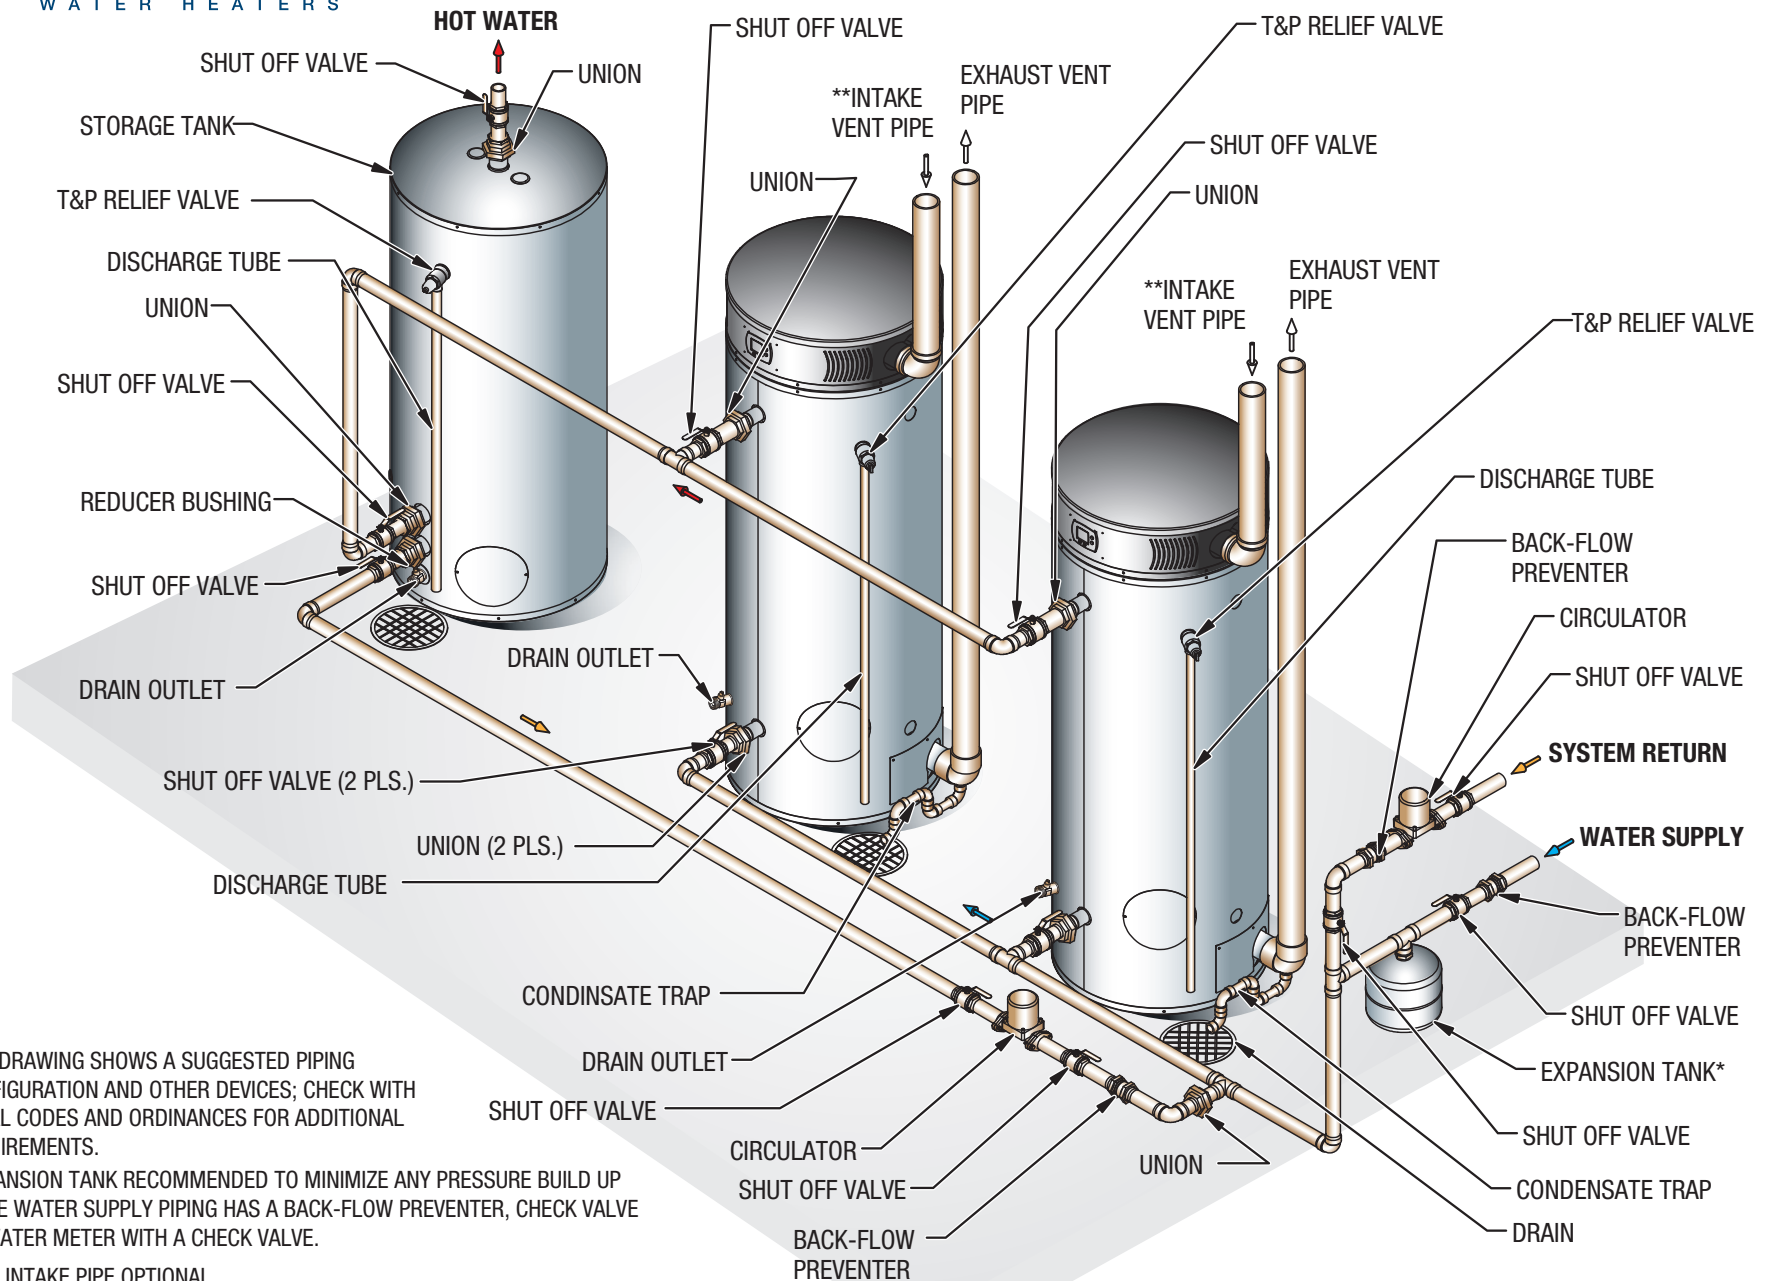 WATER HEATERS
HOT WATER
SHUT OFF VALVE
UNION
STORAGE TANK
T&P RELIEF VALVE
DISCHARGE TUBE
UNION
SHUT OFF VALVE
REDUCER BUSHING
SHUT OFF VALVE
DRAIN OUTLET
SHUT OFF VALVE
**INTAKE
VENT PIPE
EXHAUST VENT
PIPE
T&P RELIEF VALVE
UNION
SHUT OFF VALVE
UNION
**INTAKE
VENT PIPE
EXHAUST VENT
PIPE
T&P RELIEF VALVE
DISCHARGE TUBE
BACK-FLOW
PREVENTER
CIRCULATOR
SHUT OFF VALVE
SYSTEM RETURN
WATER SUPPLY
BACK-FLOW
PREVENTER
SHUT OFF VALVE
EXPANSION TANK*
SHUT OFF VALVE
CONDENSATE TRAP
DRAIN
DRAIN OUTLET
SHUT OFF VALVE (2 PLS.)
UNION (2 PLS.)
DISCHARGE TUBE
CONDINSATE TRAP
DRAIN OUTLET
SHUT OFF VALVE
CIRCULATOR
SHUT OFF VALVE
BACK-FLOW
PREVENTER
UNION
DRAWING SHOWS A SUGGESTED PIPING
FIGURATION AND OTHER DEVICES; CHECK WITH
L CODES AND ORDINANCES FOR ADDITIONAL
IREMENTS.
ANSION TANK RECOMMENDED TO MINIMIZE ANY PRESSURE BUILD UP
E WATER SUPPLY PIPING HAS A BACK-FLOW PREVENTER, CHECK VALVE
ATER METER WITH A CHECK VALVE.
INTAKE PIPE OPTIONAL